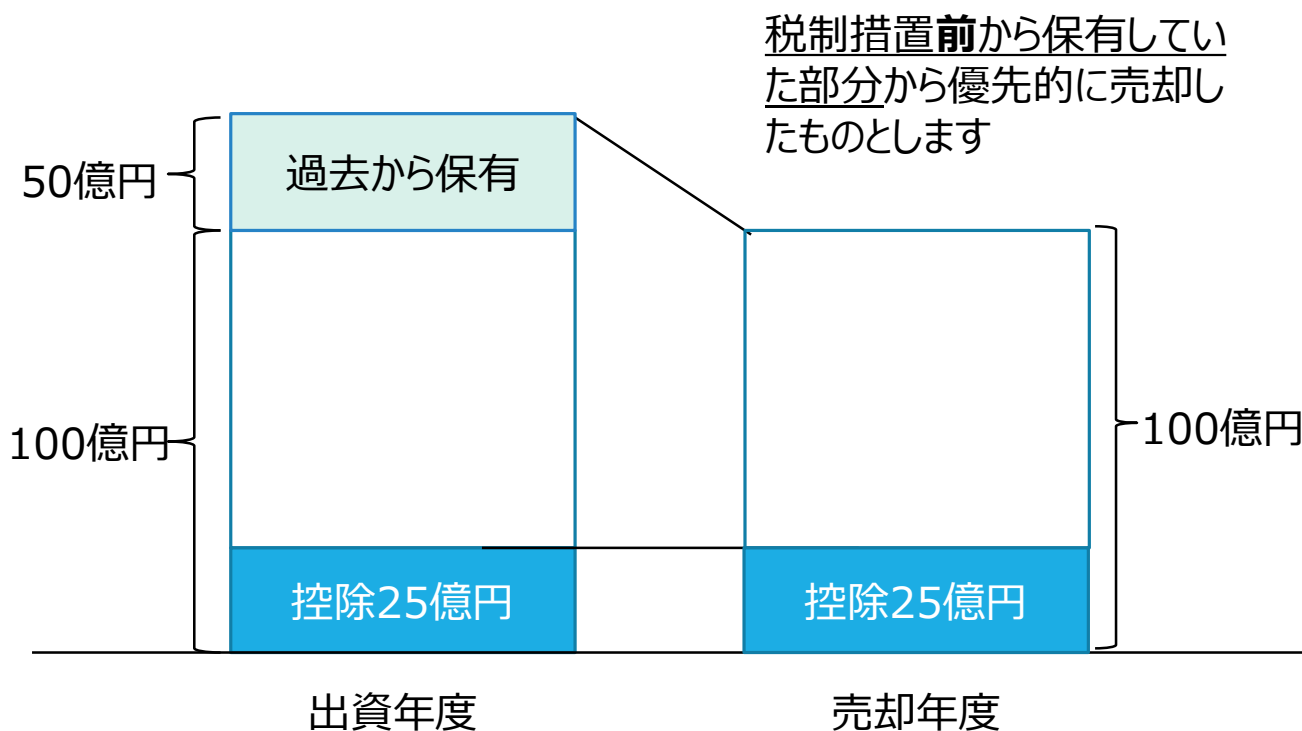 税制措置前から保有してい
た部分から優先的に売却し
たものとします
50億円
過去から保有
100億円
100億円
控除25億円
控除25億円
出資年度
売却年度